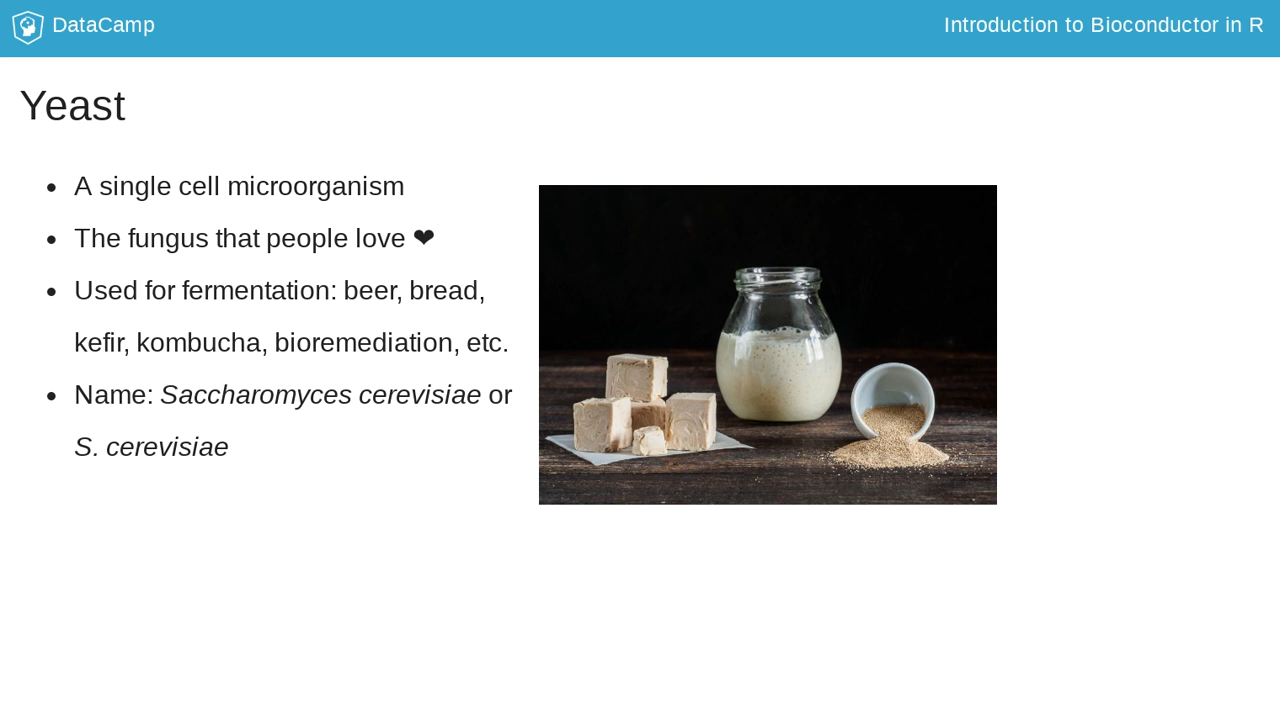 DataCamp
Introduction to Bioconductor in R
Yeast
• A single cell microorganism
• The fungus that people love ❤
• Used for fermentation: beer, bread,
kefir, kombucha, bioremediation, etc.
• Name: Saccharomyces cerevisiae or
S. cerevisiae